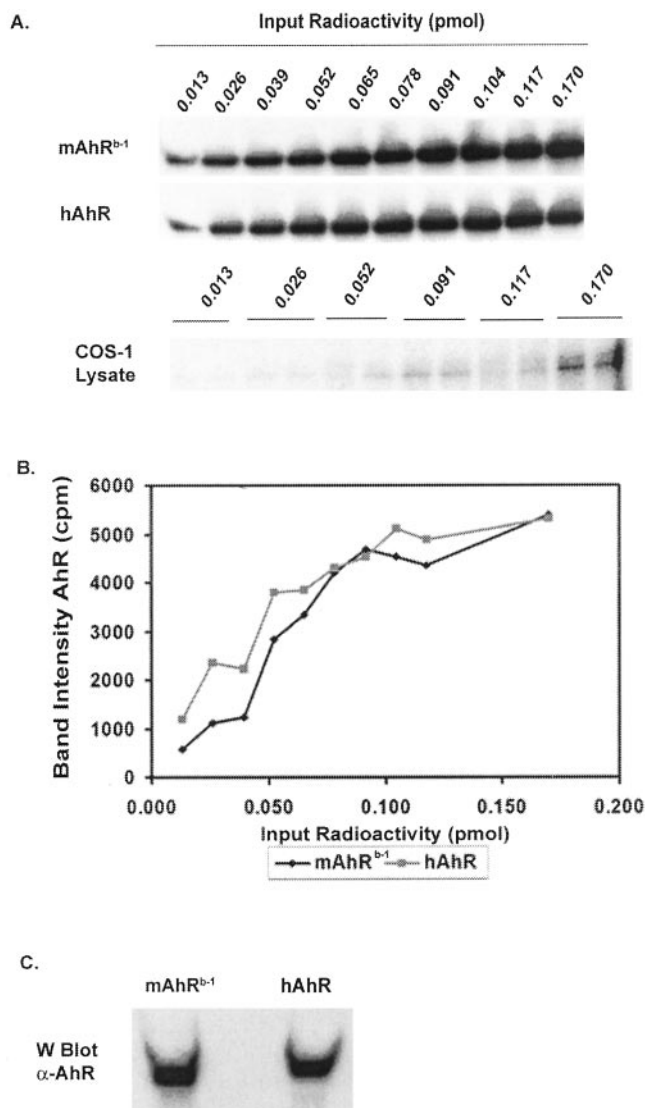 A.
Input Radioactivity (pmol)
0.013 0.026 0.039 0.052 0.065 0.078 0.091 0.104 0.117 0.170
mAhR^b-1
hAhR
0.013 0.026 0.052 0.091 0.117 0.170
COS-1
Lysate
B.
Band Intensity AhR (cpm)
6000
5000
4000
3000
2000
1000
0
0.000 0.050 0.100 0.150 0.200
Input Radioactivity (pmol)
mAhR^b-1 hAhR
C.
mAhR^b-1 hAhR
W Blot
α-AhR